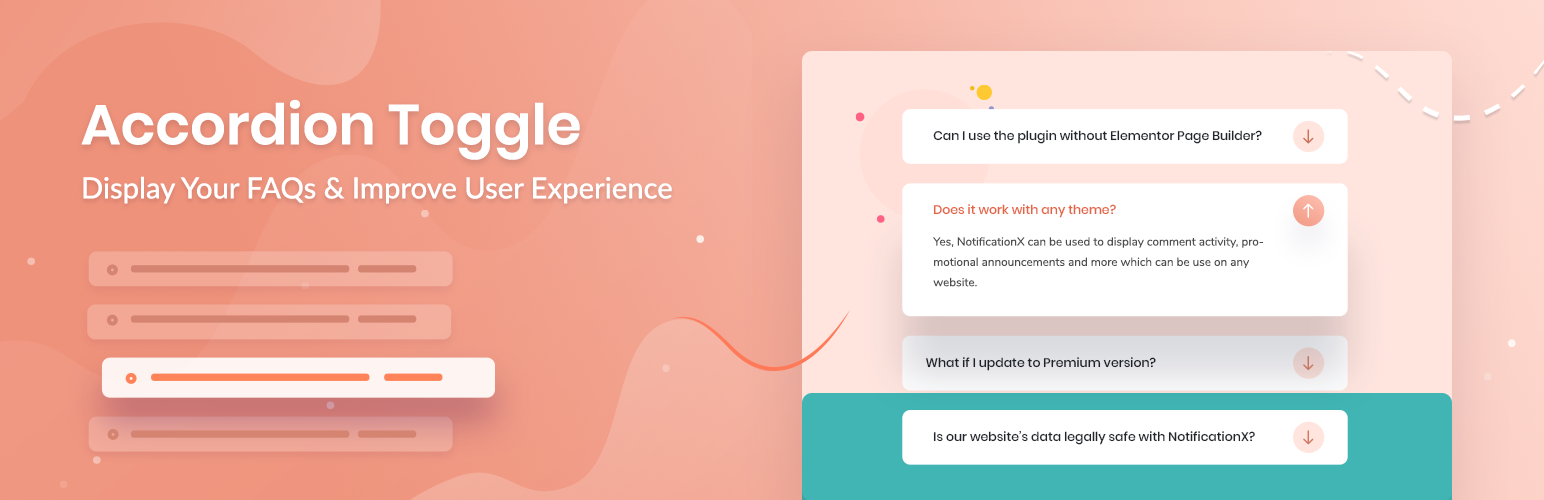 Accordion Toggle
Display Your FAQs & Improve User Experience
Can I use the plugin without Elementor Page Builder?
Does it work with any theme?
Yes, NotificationX can be used to display comment activity, pro-
motional announcements and more which can be use on any
website.
What if I update to Premium version?
Is our website's data legally safe with NotificationX?